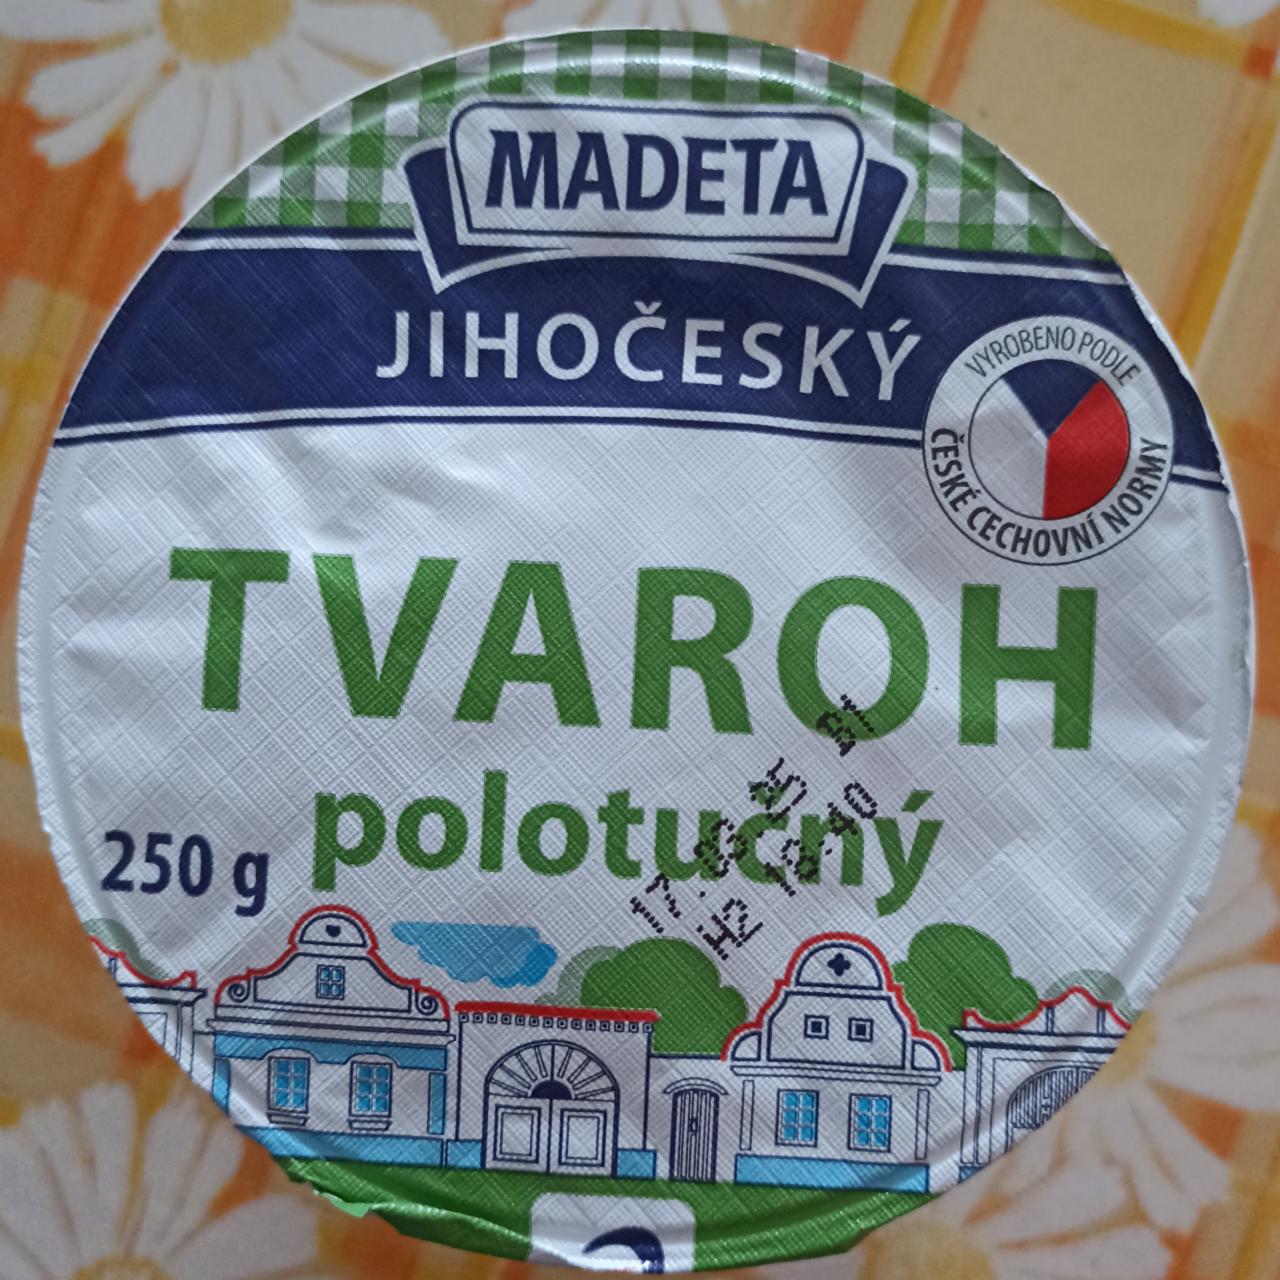 MADETA
JIHOČESKÝ
VYROBENO PODLE
ČESKÉ CECHOVNÍ NORMY
TVAROH
polotučný
250 g